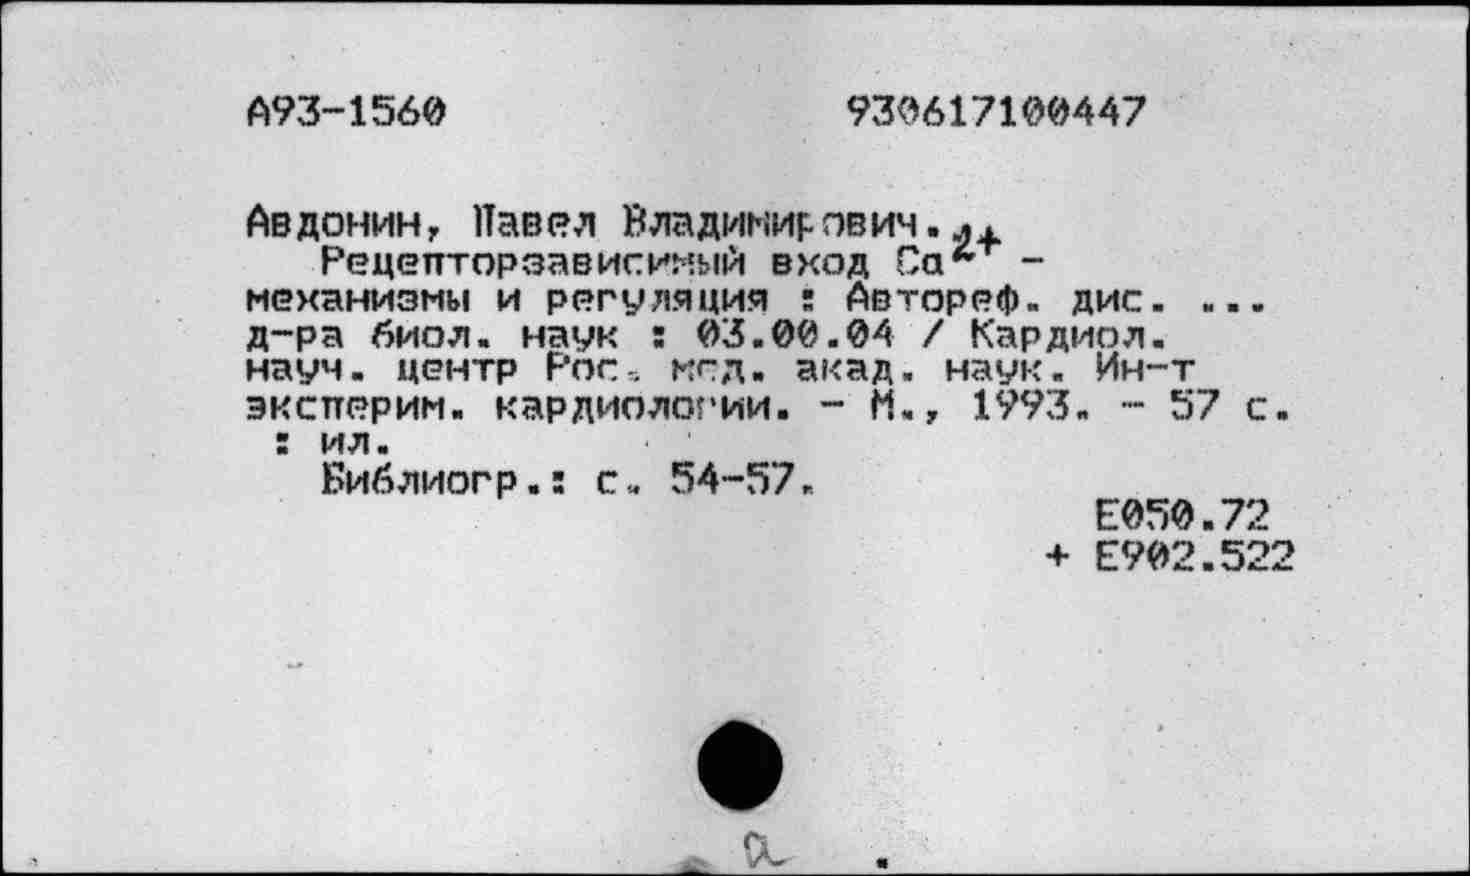 А93-1560 930617100447
Авдонин, Павел Владимирович.
Рецепторзависимый вход Ca2+ -
механизмы и регуляция : Автореф. дис. ...
д-ра биол. наук : 03.00.04 / Кардиол.
науч. центр Рос. мед. акад. наук. Ин-т
эксперим. кардиологии. - М., 1993. - 57 с.
: ил.
Библиогр.: с. 54-57.
Е050.72
+ Е902.522